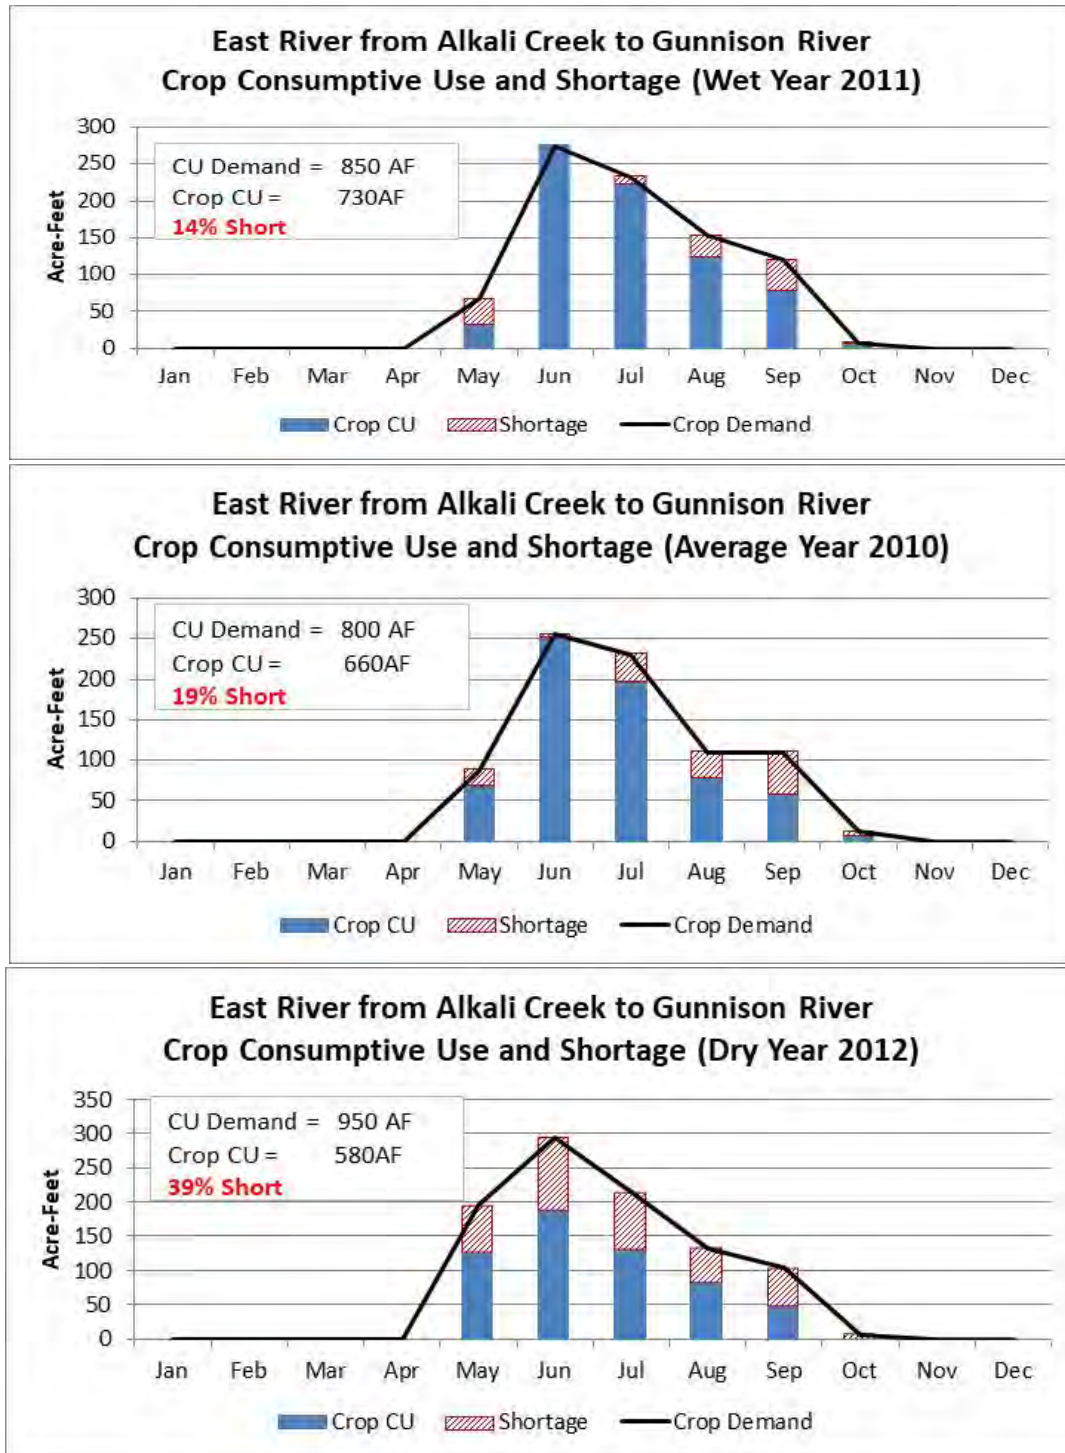 East River from Alkali Creek to Gunnison River
Crop Consumptive Use and Shortage (Wet Year 2011)
300
250
200
150
100
50
0
Acre-Feet
CU Demand = 850 AF
Crop CU = 730AF
14% Short
Jan Feb Mar Apr May Jun Jul Aug Sep Oct Nov Dec
Crop CU Shortage Crop Demand
East River from Alkali Creek to Gunnison River
Crop Consumptive Use and Shortage (Average Year 2010)
300
250
200
150
100
50
0
Acre-Feet
CU Demand = 800 AF
Crop CU = 660AF
19% Short
Jan Feb Mar Apr May Jun Jul Aug Sep Oct Nov Dec
Crop CU Shortage Crop Demand
East River from Alkali Creek to Gunnison River
Crop Consumptive Use and Shortage (Dry Year 2012)
350
300
250
200
150
100
50
0
Acre-Feet
CU Demand = 950 AF
Crop CU = 580AF
39% Short
Jan Feb Mar Apr May Jun Jul Aug Sep Oct Nov Dec
Crop CU Shortage Crop Demand